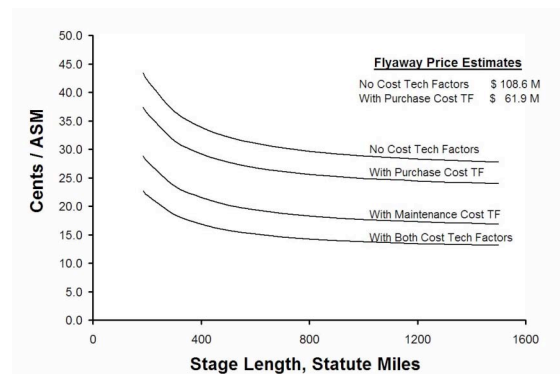 50.0
45.0
40.0
35.0
30.0
25.0
20.0
15.0
10.0
5.0
0.0
Cents / ASM
Flyaway Price Estimates
No Cost Tech Factors $ 108.6 M
With Purchase Cost TF $ 61.9 M
No Cost Tech Factors
With Purchase Cost TF
With Maintenance Cost TF
With Both Cost Tech Factors
0 400 800 1200 1600
Stage Length, Statute Miles